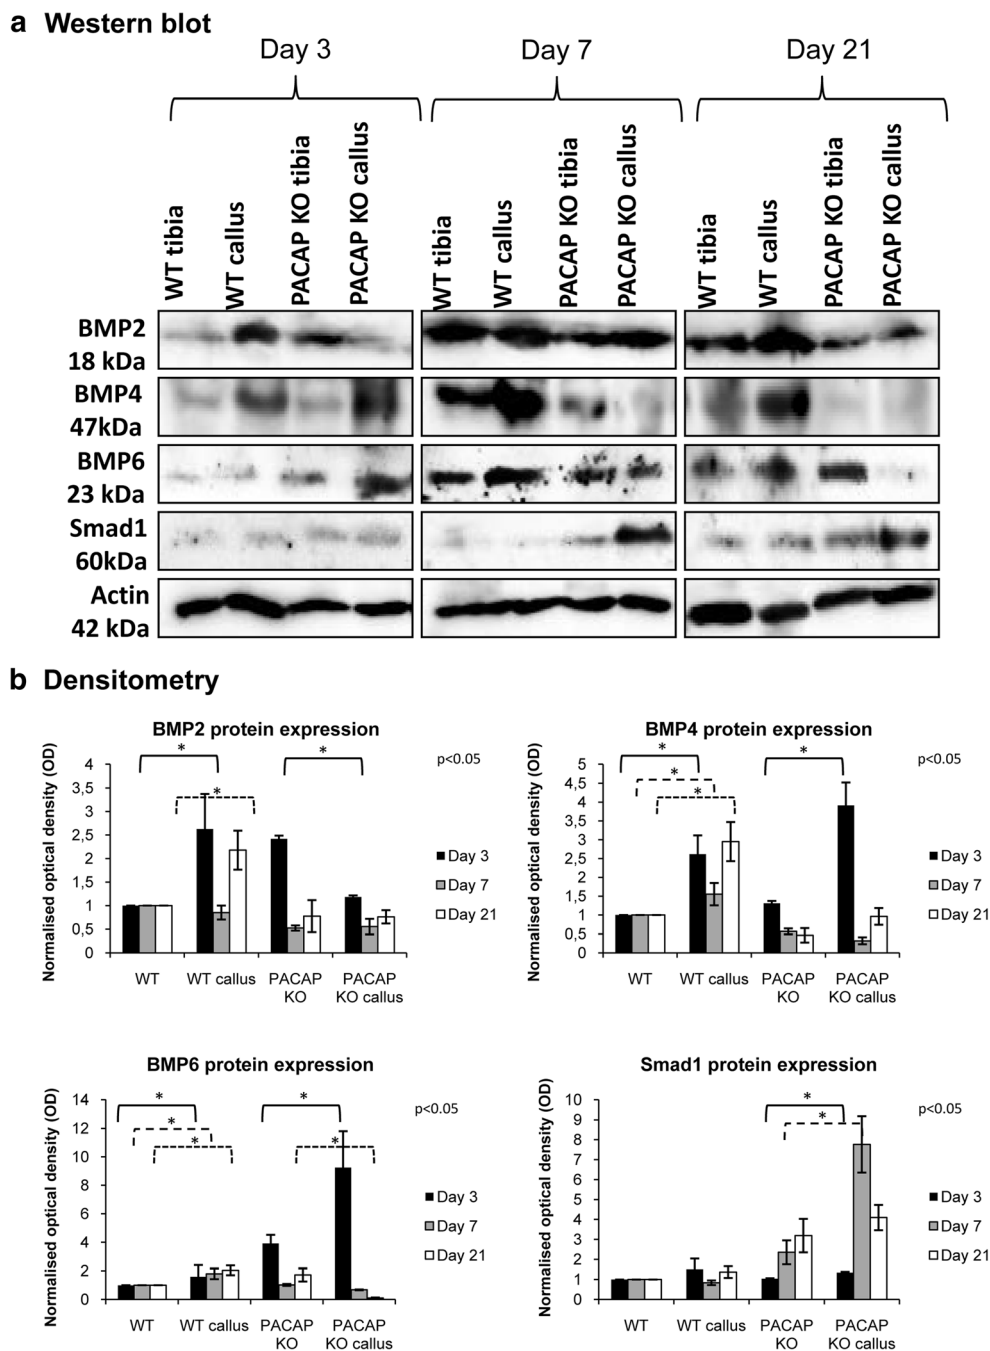 a Western blot
Day 3
Day 7
Day 21
WT tibia
WT callus
PACAP KO tibia
PACAP KO callus
WT tibia
WT callus
PACAP KO tibia
PACAP KO callus
WT tibia
WT callus
PACAP KO tibia
PACAP KO callus
BMP2
18 kDa
BMP4
47kDa
BMP6
23 kDa
Smad1
60kDa
Actin
42 kDa
b Densitometry
BMP2 protein expression
Normalised optical density (OD)
4
3,5
3
2,5
2
1,5
1
0,5
0
*
*
*
p<0.05
Day 3
Day 7
Day 21
WT
WT callus
PACAP
KO
PACAP
KO callus
BMP4 protein expression
Normalised optical density (OD)
5
4,5
4
3,5
3
2,5
2
1,5
1
0,5
0
*
*
*
*
p<0.05
Day 3
Day 7
Day 21
WT
WT callus
PACAP
KO
PACAP
KO callus
BMP6 protein expression
Normalised optical density (OD)
14
12
10
8
6
4
2
0
*
*
*
*
*
p<0.05
Day 3
Day 7
Day 21
WT
WT callus
PACAP
KO
PACAP
KO callus
Smad1 protein expression
Normalised optical density (OD)
10
9
8
7
6
5
4
3
2
1
0
*
*
p<0.05
Day 3
Day 7
Day 21
WT
WT callus
PACAP
KO
PACAP
KO callus